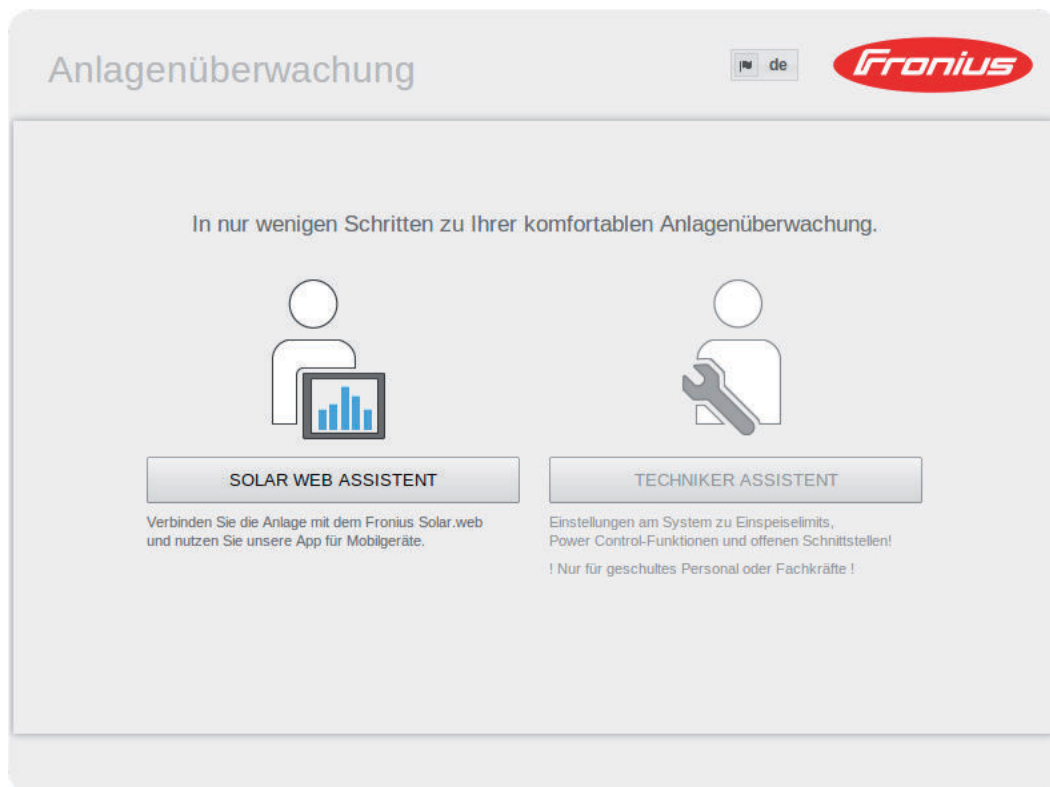 Anlagenüberwachung
de
Fronius
In nur wenigen Schritten zu Ihrer komfortablen Anlagenüberwachung.
SOLAR WEB ASSISTENT
Verbinden Sie die Anlage mit dem Fronius Solar.web
und nutzen Sie unsere App für Mobilgeräte.
TECHNIKER ASSISTENT
Einstellungen am System zu Einspeiselimits,
Power Control-Funktionen und offenen Schnittstellen!
! Nur für geschultes Personal oder Fachkräfte !